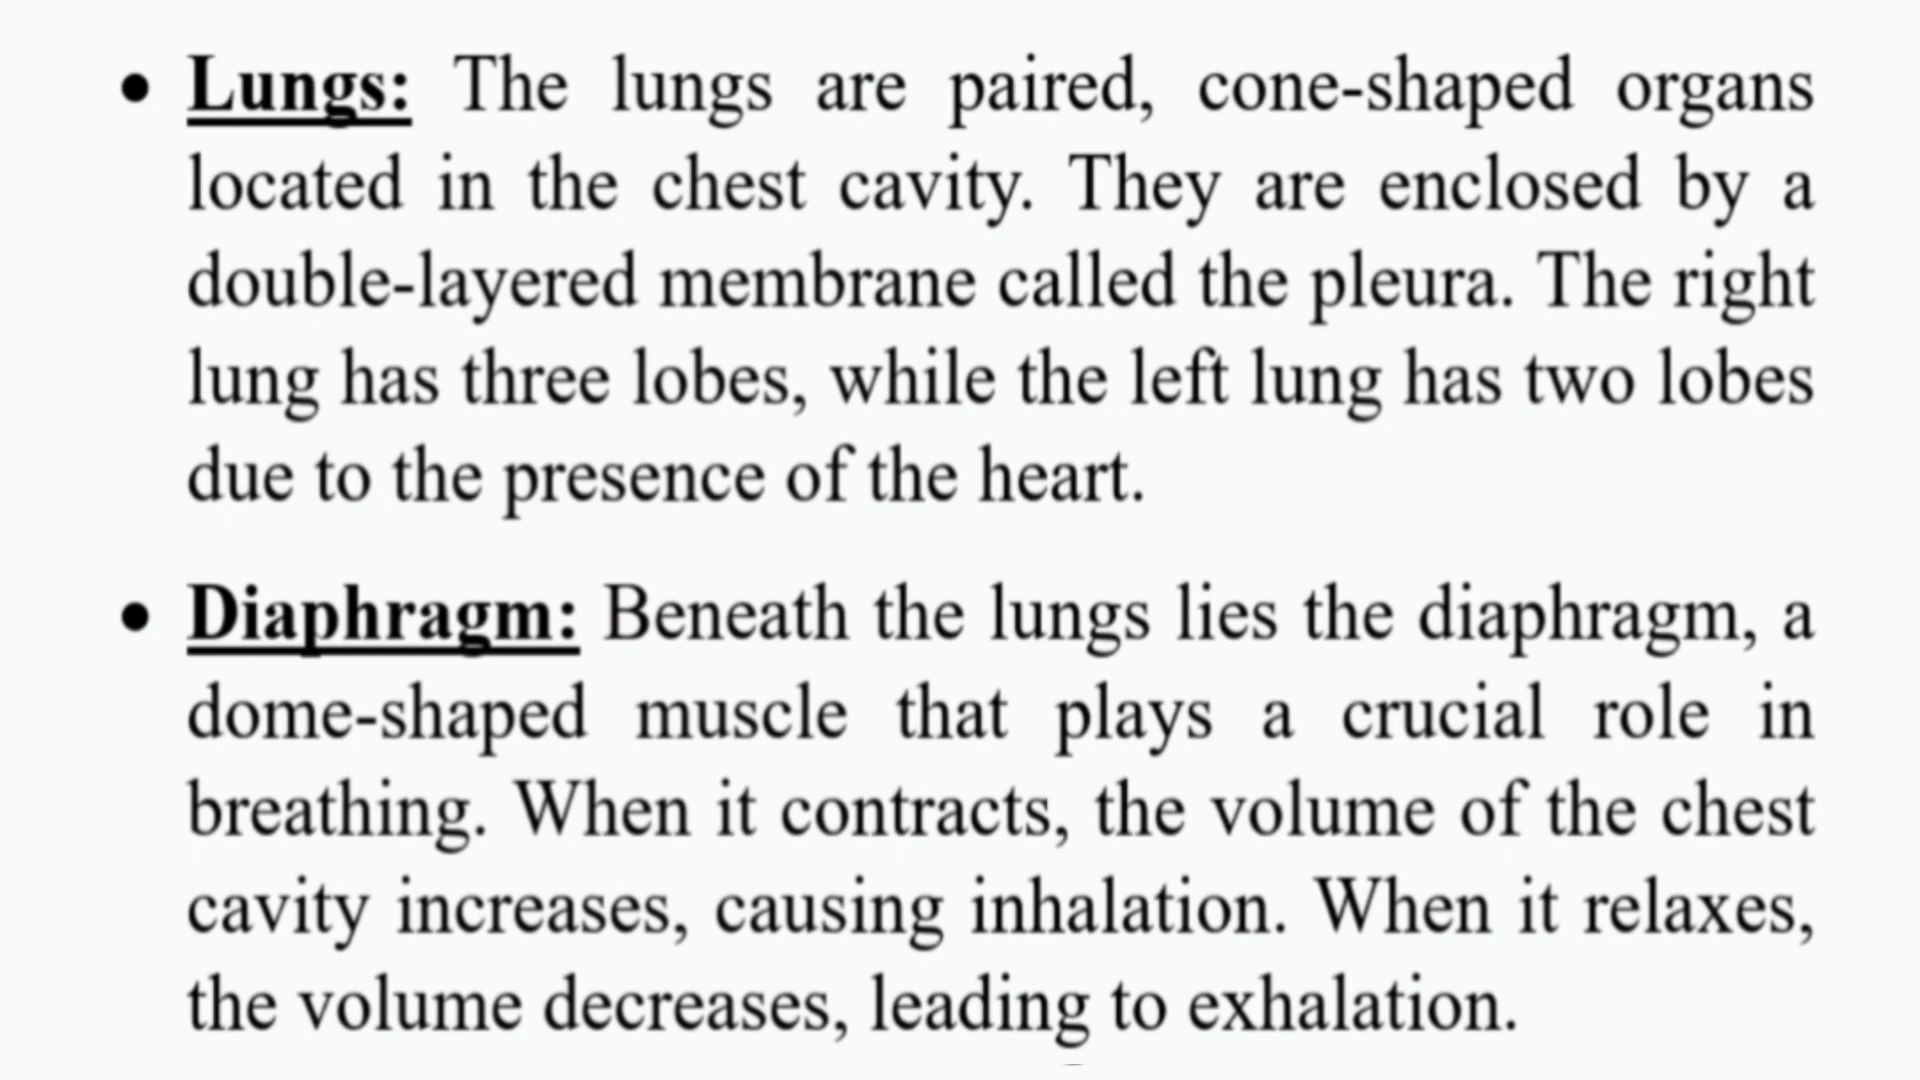 • Lungs: The lungs are paired, cone-shaped organs
located in the chest cavity. They are enclosed by a
double-layered membrane called the pleura. The right
lung has three lobes, while the left lung has two lobes
due to the presence of the heart.
• Diaphragm: Beneath the lungs lies the diaphragm, a
dome-shaped muscle that plays a crucial role in
breathing. When it contracts, the volume of the chest
cavity increases, causing inhalation. When it relaxes,
the volume decreases, leading to exhalation.